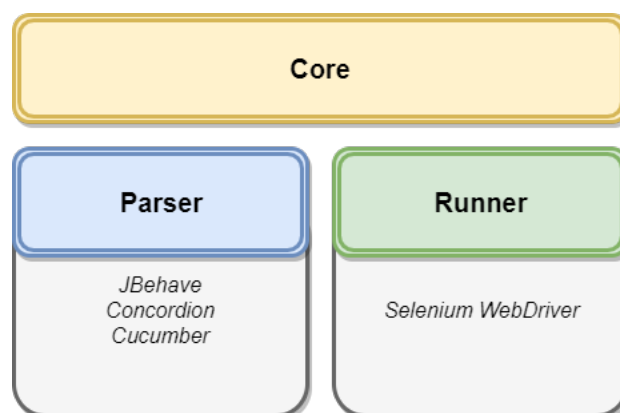 Core
Parser
Runner
JBehave
Concordion
Cucumber
Selenium WebDriver